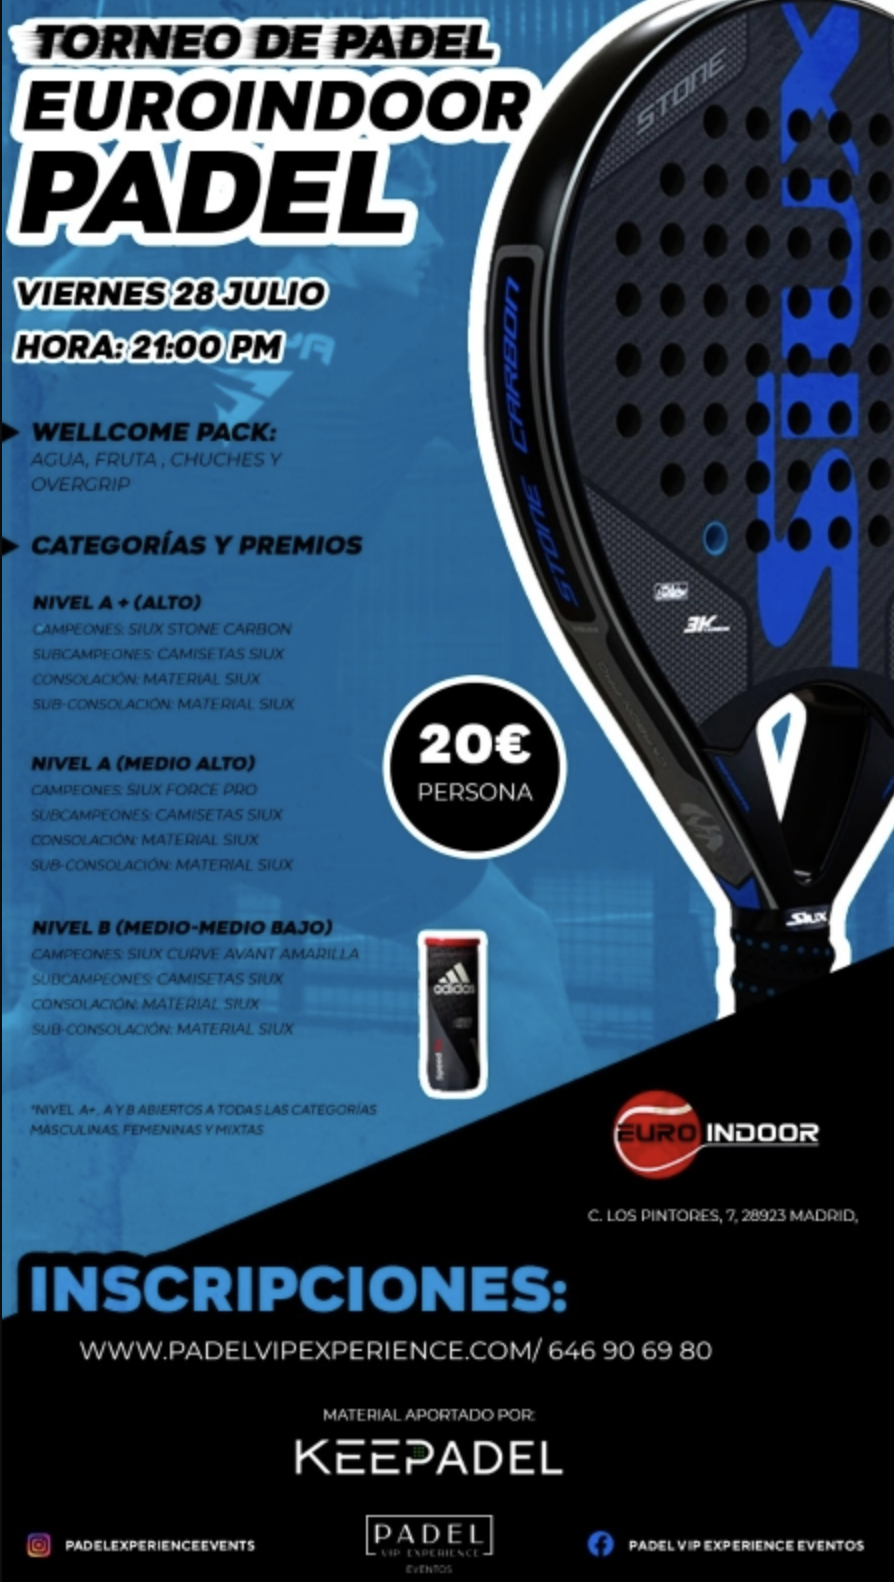 TORNEO DE PADEL
EUROINDOOR
PADEL
VIERNES 28 JULIO
HORA: 21:00 PM
WELLCOME PACK:
AGUA, FRUTA , CHUCHES Y
OVERGRIP
CATEGORÍAS Y PREMIOS
NIVEL A + (ALTO)
CAMPEONES: SIUX STONE CARBON
SUBCAMPEONES: CAMISETAS SIUX
CONSOLACIÓN: MATERIAL SIUX
SUB-CONSOLACIÓN: MATERIAL SIUX
NIVEL A (MEDIO ALTO)
CAMPEONES: SIUX FORCE PRO
SUBCAMPEONES: CAMISETAS SIUX
CONSOLACIÓN: MATERIAL SIUX
SUB-CONSOLACIÓN: MATERIAL SIUX
NIVEL B (MEDIO-MEDIO BAJO)
CAMPEONES: SIUX CURVE AVANT AMARILLA
SUBCAMPEONES: CAMISETAS SIUX
CONSOLACIÓN: MATERIAL SIUX
SUB-CONSOLACIÓN: MATERIAL SIUX
*NIVEL A+, A Y B ABIERTOS A TODAS LAS CATEGORÍAS
MASCULINAS, FEMENINAS Y MIXTAS
20€
PERSONA
STONE
SIUX
STONE CARBON
3K
SIUX
adidas
Speed
EURO INDOOR
C. LOS PINTORES, 7, 28923 MADRID,
INSCRIPCIONES:
WWW.PADELVIPEXPERIENCE.COM/ 646 90 69 80
MATERIAL APORTADO POR:
KEEPADEL
PADELEXPERIENCEEVENTS
PADEL
VIP EXPERIENCE
EVENTOS
PADEL VIP EXPERIENCE EVENTOS